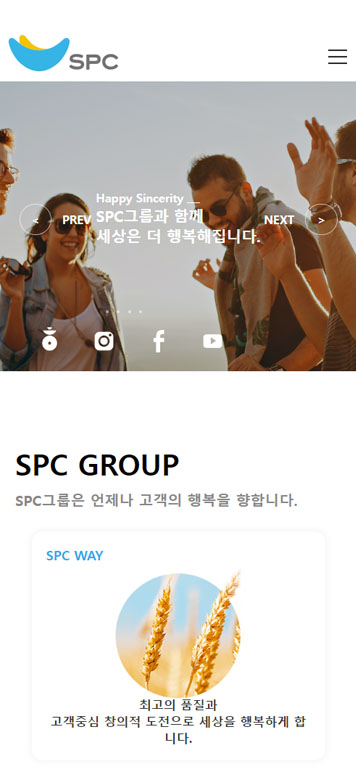 SPC
Happy Sincerity __
< PREV SPC그룹과 함께 NEXT >
세상은 더 행복해집니다.
SPC GROUP
SPC그룹은 언제나 고객의 행복을 향합니다.
SPC WAY
최고의 품질과
고객중심 창의적 도전으로 세상을 행복하게 합
니다.